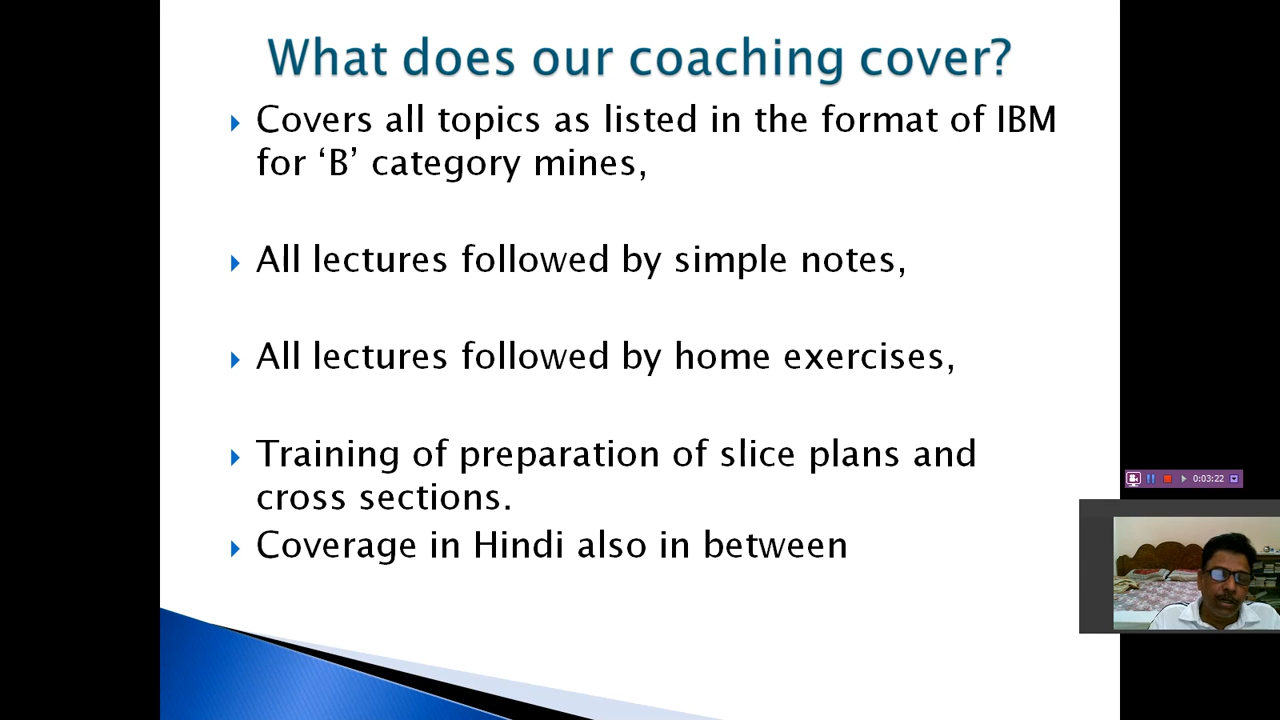 What does our coaching cover?
Covers all topics as listed in the format of IBM
for ‘B’ category mines,
All lectures followed by simple notes,
All lectures followed by home exercises,
Training of preparation of slice plans and
cross sections.
Coverage in Hindi also in between
0:03:22